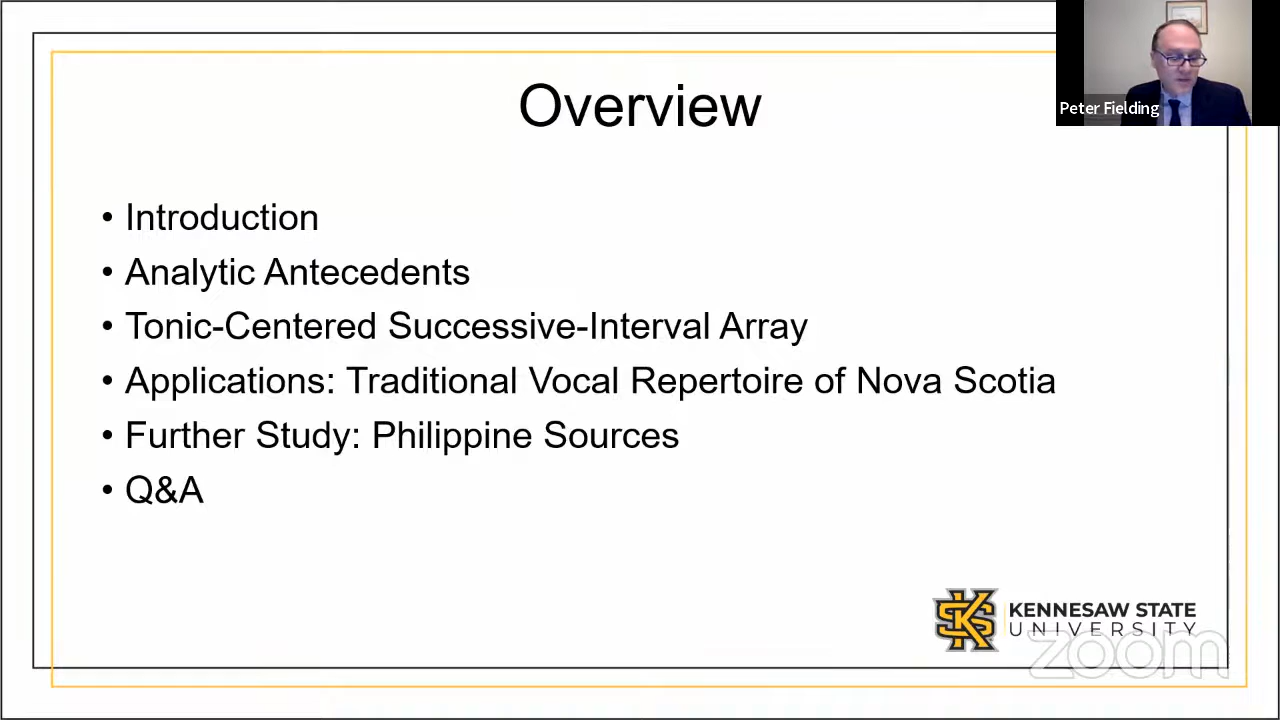 Overview
Peter Fielding
• Introduction
• Analytic Antecedents
• Tonic-Centered Successive-Interval Array
• Applications: Traditional Vocal Repertoire of Nova Scotia
• Further Study: Philippine Sources
• Q&A
KS
KENNESAW STATE
UNIVERSITY
zoom